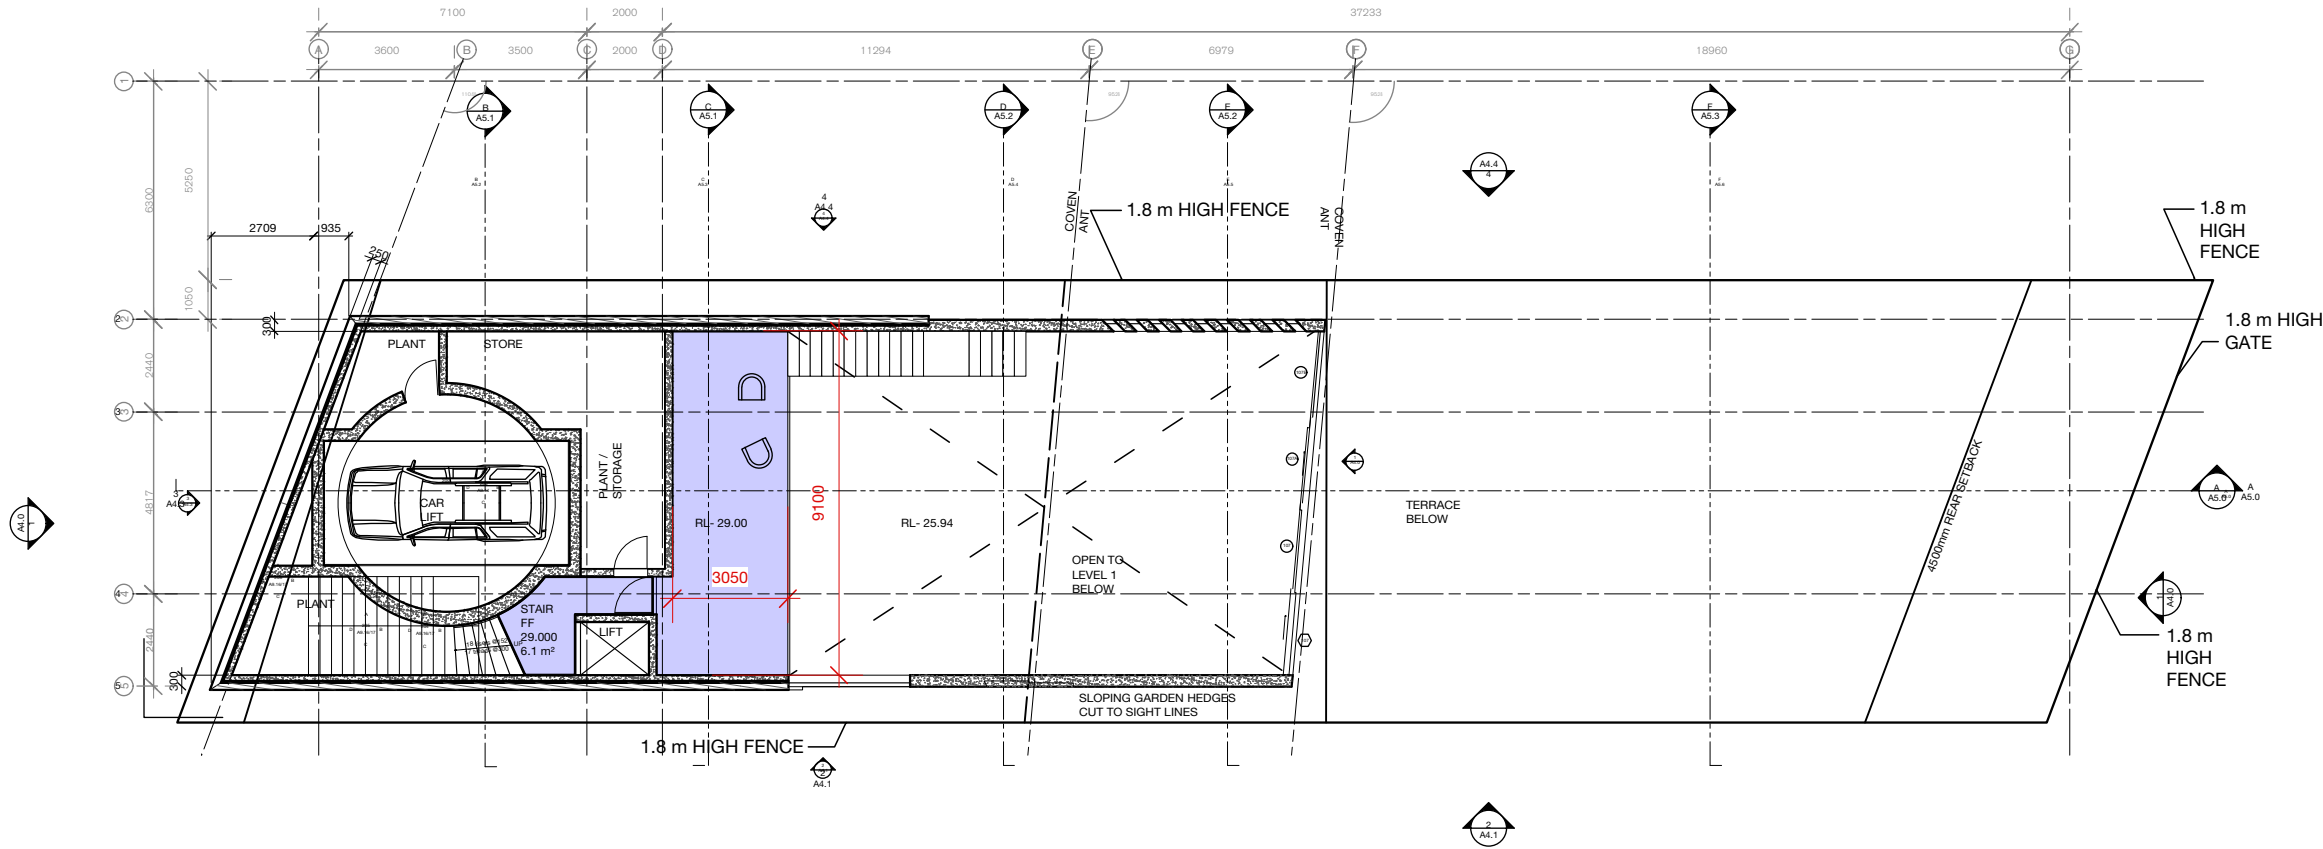 7100
2000
37233
3600
3500
2000
11294
6979
18960
A
B
C
D
E
F
G
1
B
A5.1
C
A5.1
D
A5.2
E
A5.2
F
A5.3
A4.4
4
6300
5250
1050
2709
935
250
4
A4.4
COVEN
ANT
COVEN
ANT
1.8 m HIGH FENCE
1.8 m
HIGH
FENCE
2
300
PLANT
STORE
1.8 m HIGH
GATE
2440
3
4817
PLANT /
STORAGE
CAR
LIFT
RL- 29.00
9100
RL- 25.94
TERRACE
BELOW
4500mm REAR SETBACK
A4.0
1
3
A
A5.0
A
A5.0
OPEN TO
LEVEL 1
BELOW
3050
4
PLANT
STAIR
FF
29.000
6.1 m²
LIFT
1
A4.0
2440
300
5
1.8 m
HIGH
FENCE
SLOPING GARDEN HEDGES
CUT TO SIGHT LINES
1.8 m HIGH FENCE
2
A4.1
2
A4.1